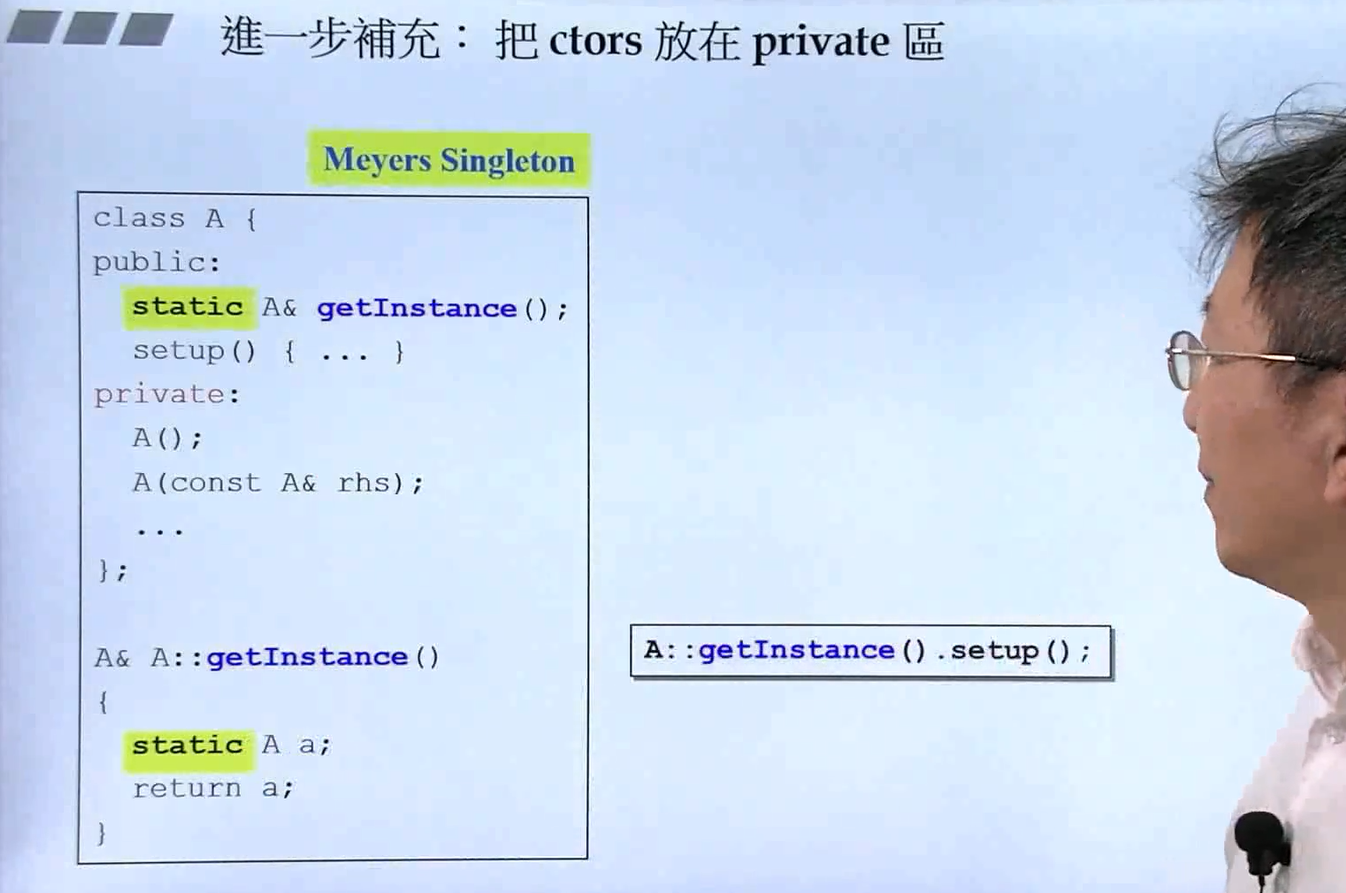 進一步補充： 把 ctors 放在 private 區
Meyers Singleton
class A {
public:
static A& getInstance();
setup() { ... }
private:
A();
A(const A& rhs);
...
};
A& A::getInstance()
{
static A a;
return a;
}
A::getInstance().setup();